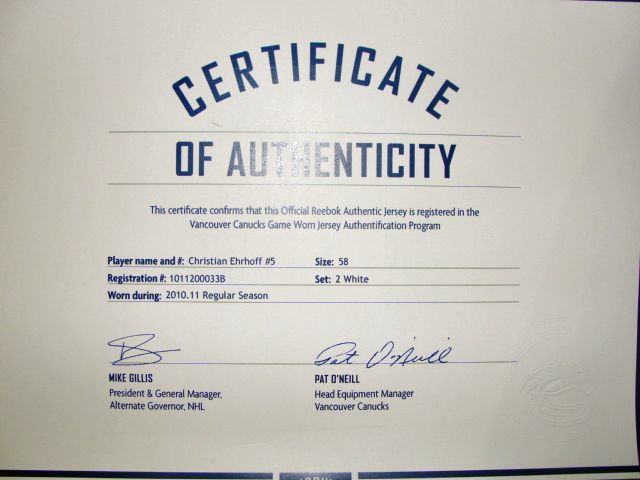 CERTIFICATE
OF AUTHENTICITY
This certificate confirms that this Official Reebok Authentic Jersey is registered in the
Vancouver Canucks Game Worn Jersey Authentification Program
Player name and #: Christian Ehrhoff #5 Size: 58
Registration #: 1011200033B Set: 2 White
Worn during: 2010.11 Regular Season
Pat O'Neill
MIKE GILLIS PAT O'NEILL
President & General Manager, Head Equipment Manager
Alternate Governor, NHL Vancouver Canucks